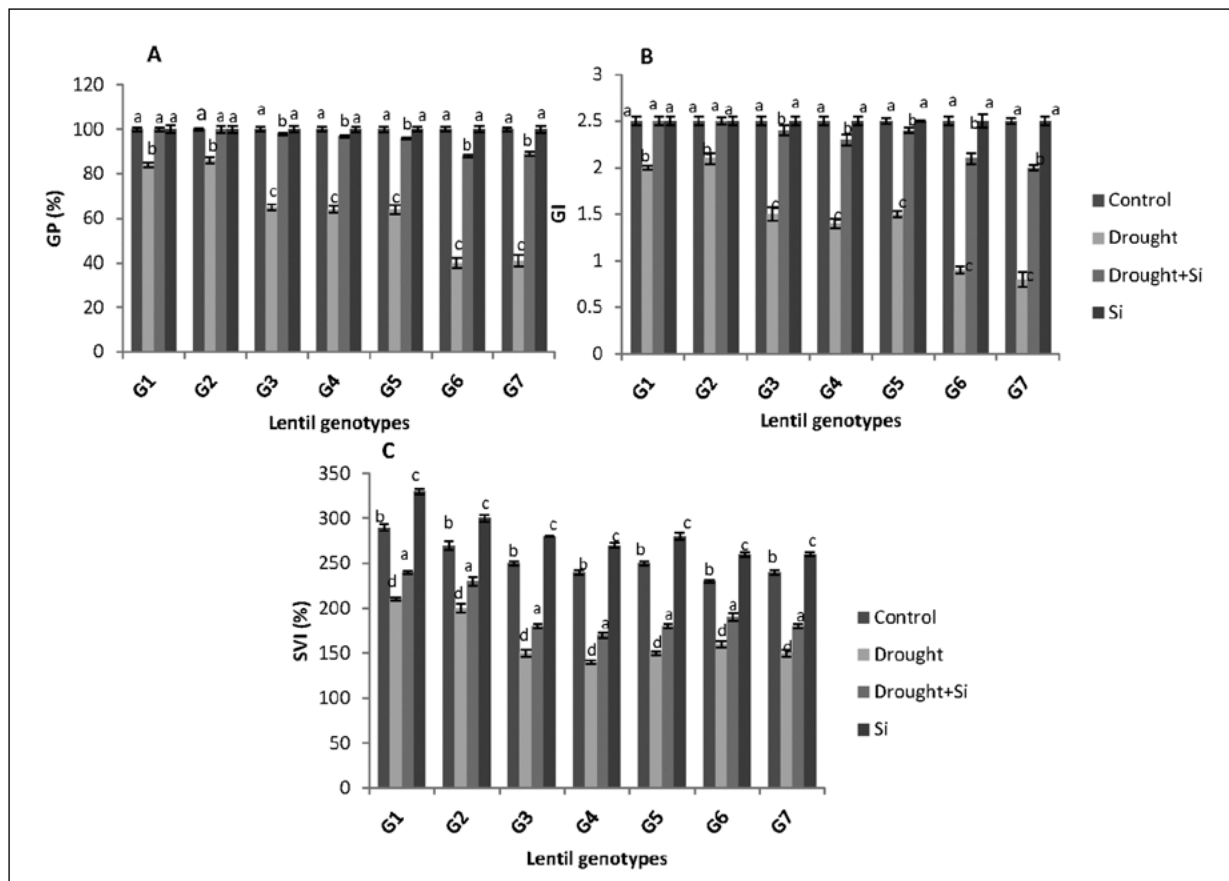 A
GP (%)
120
100
80
60
40
20
0
a b a a
a b a a
a c b a
a c b a
a c b a
a c b a
a c b a
G1 G2 G3 G4 G5 G6 G7
Lentil genotypes
B
GI
3
2.5
2
1.5
1
0.5
0
a b a a
a b a a
a c b a
a c b a
a c b a
a c b a
a c b a
G1 G2 G3 G4 G5 G6 G7
Lentil genotypes
Control
Drought
Drought+Si
Si
C
SVI (%)
350
300
250
200
150
100
50
0
b d a c
b d a c
b d a c
b d a c
b d a c
b d a c
b d a c
G1 G2 G3 G4 G5 G6 G7
Lentil genotypes
Control
Drought
Drought+Si
Si